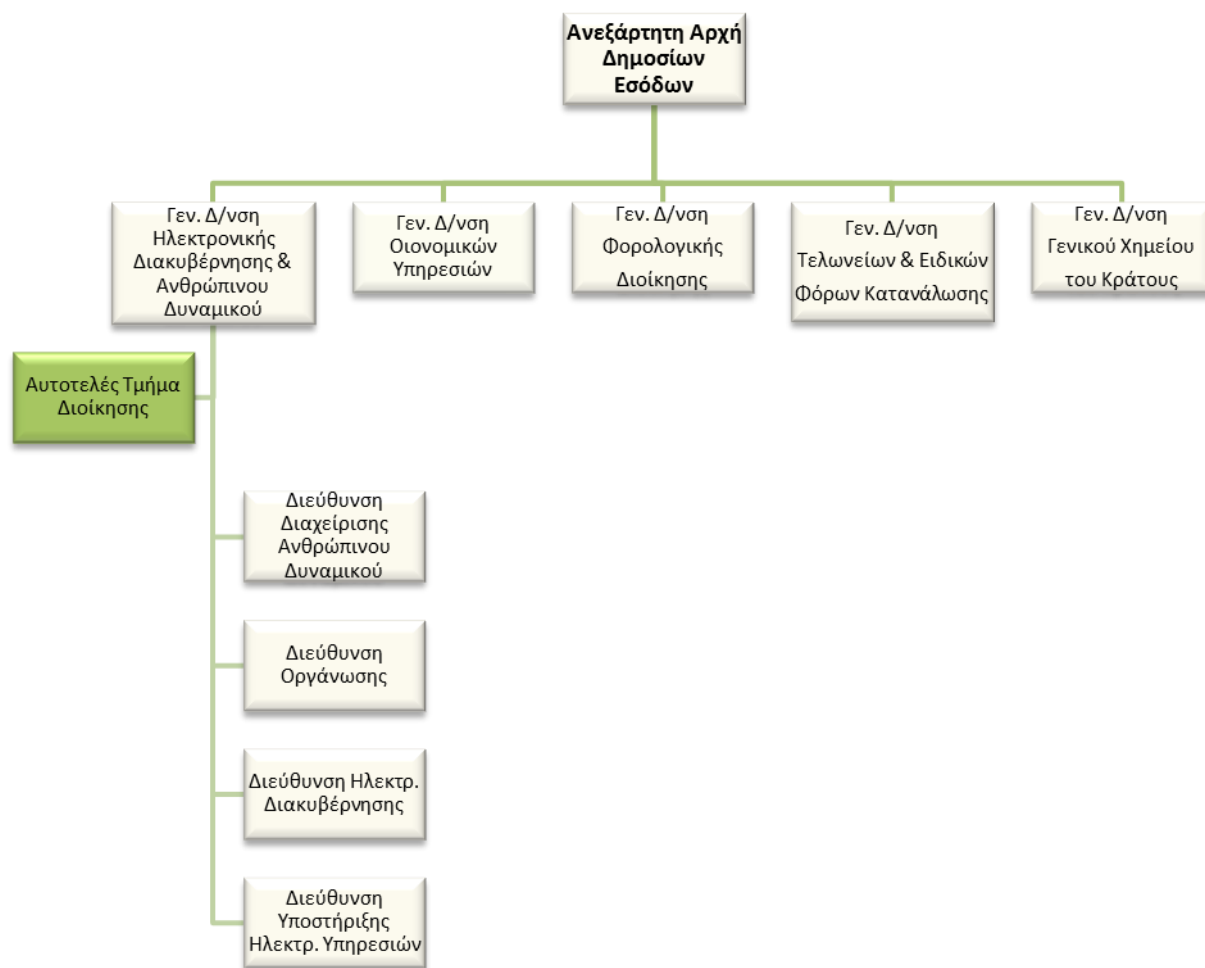 Ανεξάρτητη Αρχή
Δημοσίων
Εσόδων
Γεν. Δ/νση
Ηλεκτρονικής
Διακυβέρνησης &
Ανθρώπινου
Δυναμικού
Γεν. Δ/νση
Οιονομικών
Υπηρεσιών
Γεν. Δ/νση
Φορολογικής
Διοίκησης
Γεν. Δ/νση
Τελωνείων & Ειδικών
Φόρων Κατανάλωσης
Γεν. Δ/νση
Γενικού Χημείου
του Κράτους
Αυτοτελές Τμήμα
Διοίκησης
Διεύθυνση
Διαχείρισης
Ανθρώπινου
Δυναμικού
Διεύθυνση
Οργάνωσης
Διεύθυνση Ηλεκτρ.
Διακυβέρνησης
Διεύθυνση
Υποστήριξης
Ηλεκτρ. Υπηρεσιών